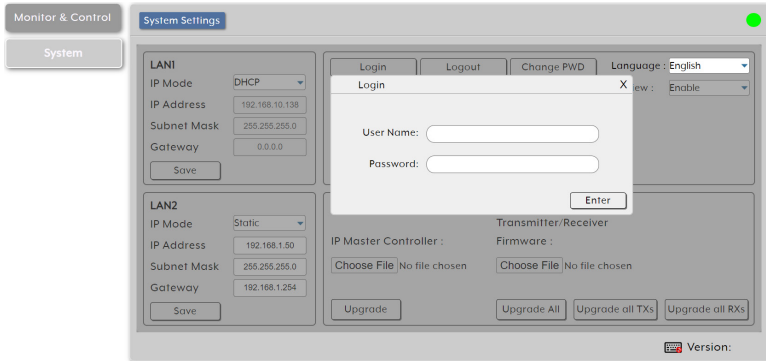 Monitor & Control
System
System Settings
LAN1
IP Mode DHCP
IP Address 192.168.10.138
Subnet Mask 255.255.255.0
Gateway 0.0.0.0
Save
Login Logout Change PWD Language : English
iew : Enable
Login X
User Name:
Password:
Enter
LAN2
IP Mode Static
IP Address 192.168.1.50
Subnet Mask 255.255.255.0
Gateway 192.168.1.254
Save
IP Master Controller :
Choose File No file chosen
Upgrade
Transmitter/Receiver
Firmware :
Choose File No file chosen
Upgrade All Upgrade all TXs Upgrade all RXs
Version: